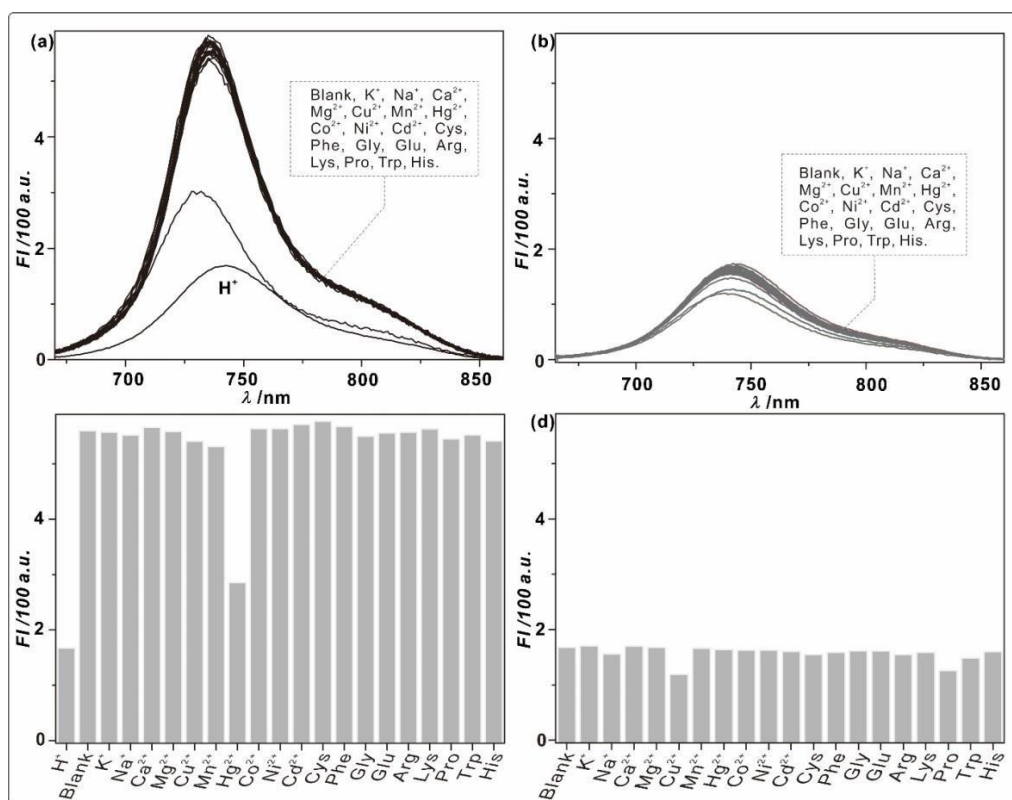 (a)
Blank, K⁺, Na⁺, Ca²⁺,
Mg²⁺, Cu²⁺, Mn²⁺, Hg²⁺,
Co²⁺, Ni²⁺, Cd²⁺, Cys,
Phe, Gly, Glu, Arg,
Lys, Pro, Trp, His.
H⁺
FI /100 a.u.
4
2
0
700
750
800
850
λ /nm
(b)
Blank, K⁺, Na⁺, Ca²⁺,
Mg²⁺, Cu²⁺, Mn²⁺, Hg²⁺,
Co²⁺, Ni²⁺, Cd²⁺, Cys,
Phe, Gly, Glu, Arg,
Lys, Pro, Trp, His.
FI /100 a.u.
4
2
0
700
750
800
850
λ /nm
FI /100 a.u.
4
2
0
H⁺
Blank
K⁺
Na⁺
Ca²⁺
Mg²⁺
Cu²⁺
Mn²⁺
Hg²⁺
Co²⁺
Ni²⁺
Cd²⁺
Cys
Phe
Gly
Glu
Arg
Lys
Pro
Trp
His
(d)
FI /100 a.u.
4
2
0
Blank
K⁺
Na⁺
Ca²⁺
Mg²⁺
Cu²⁺
Mn²⁺
Hg²⁺
Co²⁺
Ni²⁺
Cd²⁺
Cys
Phe
Gly
Glu
Arg
Lys
Pro
Trp
His